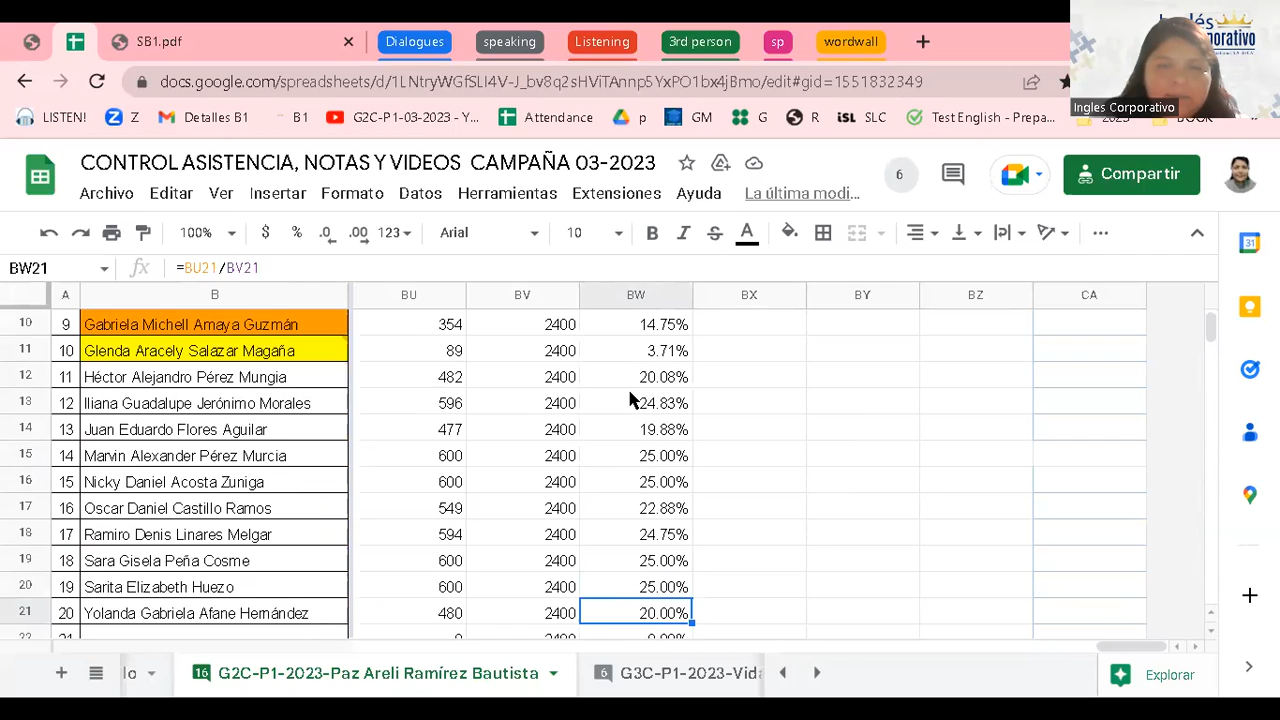 SB1.pdf
Dialogues
speaking
Listening
3rd person
sp
wordwall
Inglés
docs.google.com/spreadsheets/d/1LNtryWGfSLI4V-J_bv8q2sHViTAnnp5YxPO1bx4jBmo/edit#gid=1551832349
Ingles Corporativo
LISTEN!
Z
Detalles B1
B1
G2C-P1-03-2023 - Y...
Attendance
p
GM
G
R
SLC
Test English - Prepa...
CONTROL ASISTENCIA, NOTAS Y VIDEOS CAMPAÑA 03-2023
6
Compartir
Archivo
Editar
Ver
Insertar
Formato
Datos
Herramientas
Extensiones
Ayuda
La última modi...
100%
$
%
.0
.00
123
Arial
10
B
I
S
A
BW21
fx
=BU21/BV21
A B BU BV BW BX BY BZ CA
10 9 Gabriela Michell Amaya Guzmán 354 2400 14.75%
11 10 Glenda Aracely Salazar Magaña 89 2400 3.71%
12 11 Héctor Alejandro Pérez Mungia 482 2400 20.08%
13 12 Iliana Guadalupe Jerónimo Morales 596 2400 24.83%
14 13 Juan Eduardo Flores Aguilar 477 2400 19.88%
15 14 Marvin Alexander Pérez Murcia 600 2400 25.00%
16 15 Nicky Daniel Acosta Zuniga 600 2400 25.00%
17 16 Oscar Daniel Castillo Ramos 549 2400 22.88%
18 17 Ramiro Denis Linares Melgar 594 2400 24.75%
19 18 Sara Gisela Peña Cosme 600 2400 25.00%
20 19 Sarita Elizabeth Huezo 600 2400 25.00%
21 20 Yolanda Gabriela Afane Hernández 480 2400 20.00%
lo
16 G2C-P1-2023-Paz Areli Ramírez Bautista
6 G3C-P1-2023-Vida
Explorar